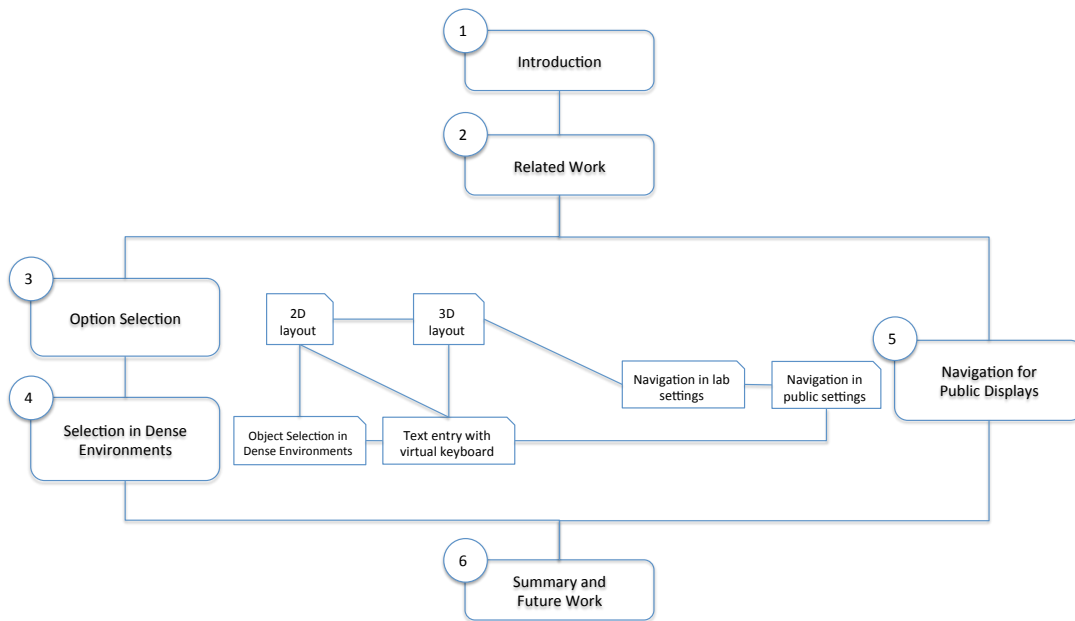 1
Introduction
2
Related Work
3
Option Selection
2D
layout
3D
layout
5
Navigation for
Public Displays
Navigation in lab
settings
Navigation in
public settings
4
Selection in Dense
Environments
Object Selection in
Dense Environments
Text entry with
virtual keyboard
6
Summary and
Future Work